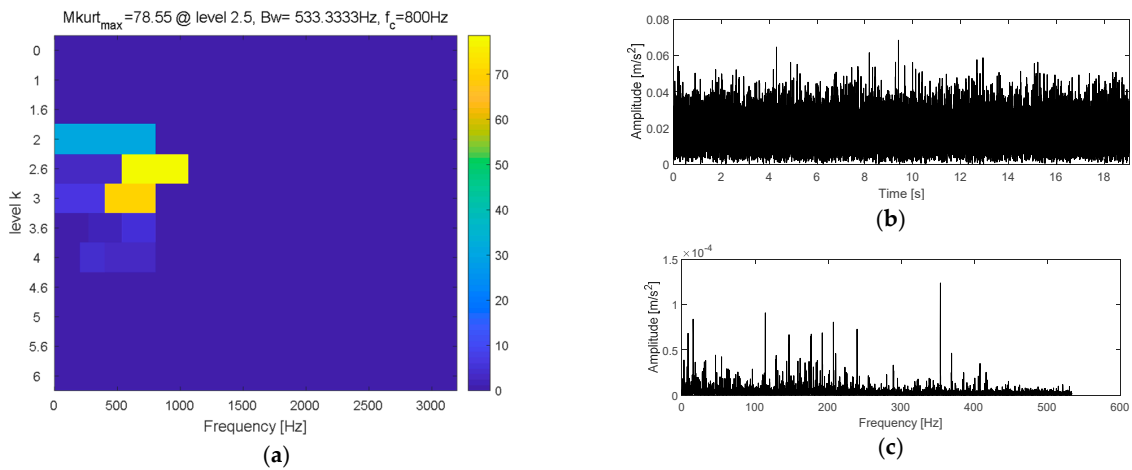 Mkurt_max=78.55 @ level 2.5, Bw= 533.3333Hz, f_c=800Hz
level k
0
1
1.6
2
2.6
3
3.6
4
4.6
5
5.6
6
0 500 1000 1500 2000 2500 3000
Frequency [Hz]
70
60
50
40
30
20
10
0
(a)
Amplitude [m/s²]
0.08
0.06
0.04
0.02
0
0 2 4 6 8 10 12 14 16 18
Time [s]
(b)
×10⁻⁴
Amplitude [m/s²]
1.5
1
0.5
0
0 100 200 300 400 500 600
Frequency [Hz]
(c)